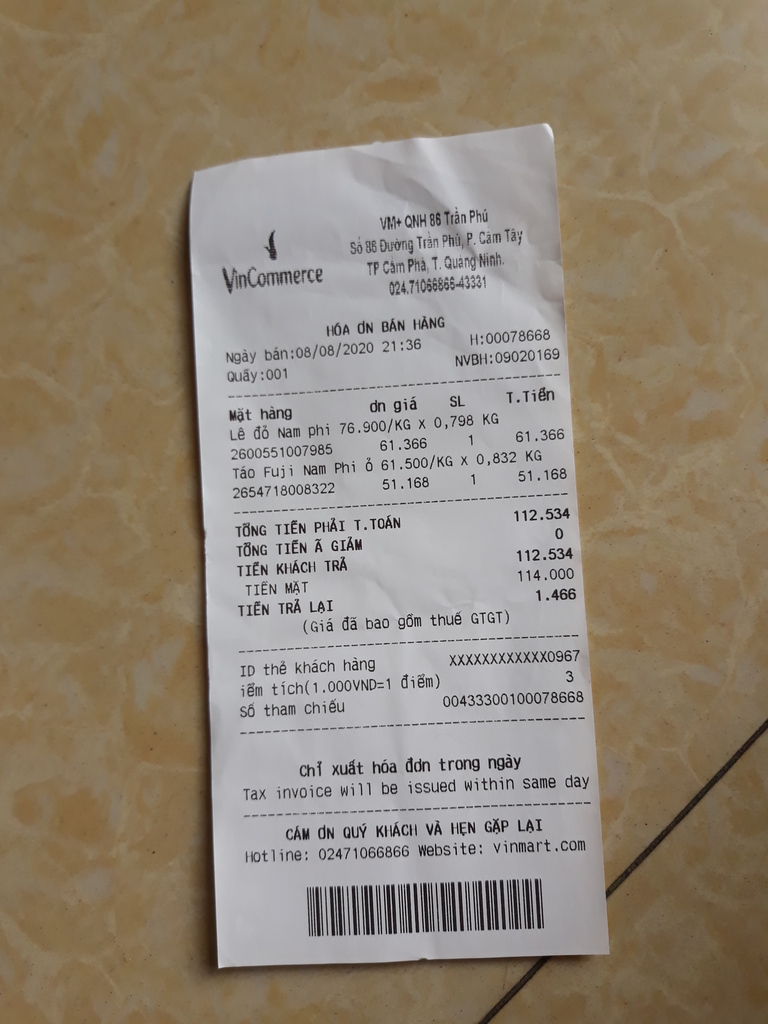 VinCommerce
VM+ QNH 86 Trần Phú
Số 86 Đường Trần Phú, P. Cẩm Tây
TP Cẩm Phả, T. Quảng Ninh.
024.71066866-43331
HÓA ƠN BÁN HÀNG
Ngày bán:08/08/2020 21:36 H:00078668
Quầy:001 NVBH:09020169
Mặt hàng ơn giá SL T.Tiền
Lê đỏ Nam phi 76.900/KG X 0,798 KG
2600551007985 61.366 1 61.366
Táo Fuji Nam Phi ỏ 61.500/KG X 0,832 KG
2654718008322 51.168 1 51.168
TỔNG TIỀN PHẢI T.TOÁN 112.534
TỔNG TIỀN Ã GIẢM 0
TIỀN KHÁCH TRẢ 112.534
TIỀN MẶT 114.000
TIỀN TRẢ LẠI 1.466
(Giá đã bao gồm thuế GTGT)
ID thẻ khách hàng XXXXXXXXXXXX0967
iểm tích(1.000VND=1 điểm) 3
Số tham chiếu 00433300100078668
Chỉ xuất hóa đơn trong ngày
Tax invoice will be issued within same day
CÁM ƠN QUÝ KHÁCH VÀ HẸN GẶP LẠI
Hotline: 02471066866 Website: vinmart.com